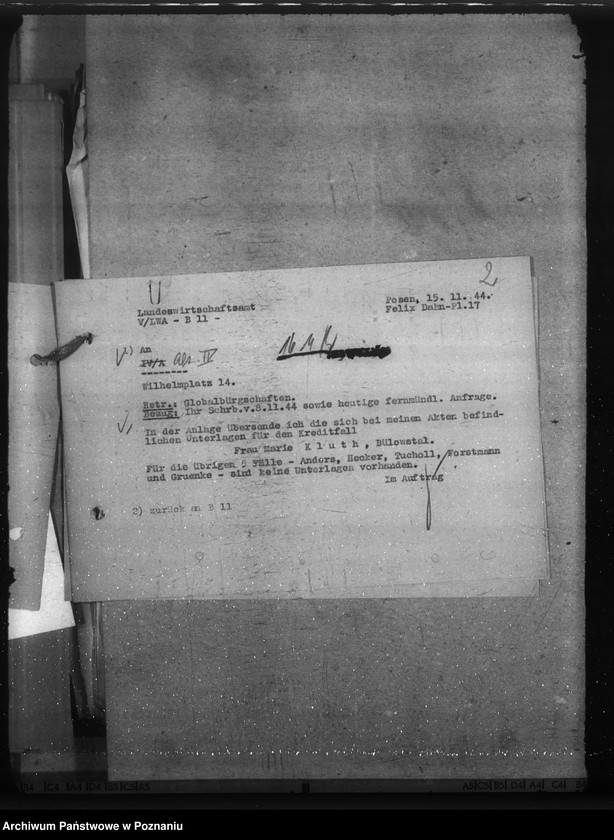 2
Landeswirtschaftsamt
V/LWA - B 11 -
Posen, 15. 11. 44.
Felix Dahn-Pl.17
1) An
IV/A Abt. IV
Wilhelmplatz 14.
Betr.: Globalbürgschaften.
Bezug: Ihr Schrb.v.8.11.44 sowie heutige fernmündl. Anfrage.
In der Anlage übersende ich die sich bei meinen Akten befind-
lichen Unterlagen für den Kreditfall
Frau Marie K l u t h , Bülowstal.
Für die übrigen 5 Fälle - Anders, Hecker, Tucholl, Forstmann
und Gruenke - sind keine Unterlagen vorhanden.
Im Auftrag
2) zurück an B 11
Archiwum Państwowe w Poznaniu